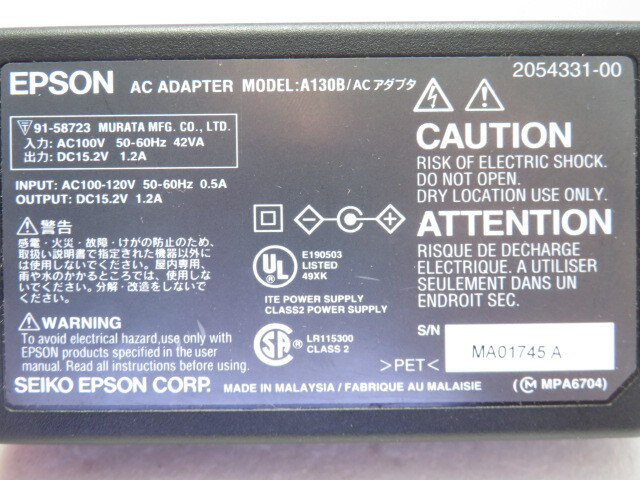 EPSON AC ADAPTER MODEL:A130B/ACアダプタ
2054331-00
91-58723 MURATA MFG. CO., LTD.
入力: AC100V 50-60Hz 42VA
出力: DC15.2V 1.2A
INPUT: AC100-120V 50-60Hz 0.5A
OUTPUT: DC15.2V 1.2A
警告
感電・火災・故障・けがの防止のため、
取扱い説明書で指定された機器以外に
は使用しないでください。屋内専用、
雨や水のかかるところでは、使用しな
いでください。分解・改造をしないで
ください。
WARNING
To avoid electrical hazard,use only with
EPSON products specified in the user
manual. Read all instructions before using.
SEIKO EPSON CORP.
UL
E190503
LISTED
49XK
ITE POWER SUPPLY
CLASS2 POWER SUPPLY
LR115300
CLASS 2
MADE IN MALAYSIA / FABRIQUE AU MALAISIE
CAUTION
RISK OF ELECTRIC SHOCK.
DO NOT OPEN.
DRY LOCATION USE ONLY.
ATTENTION
RISQUE DE DECHARGE
ELECTRIQUE. A UTILISER
SEULEMENT DANS UN
ENDROIT SEC.
S/N
MA01745 A
>PET<
(M MPA6704)